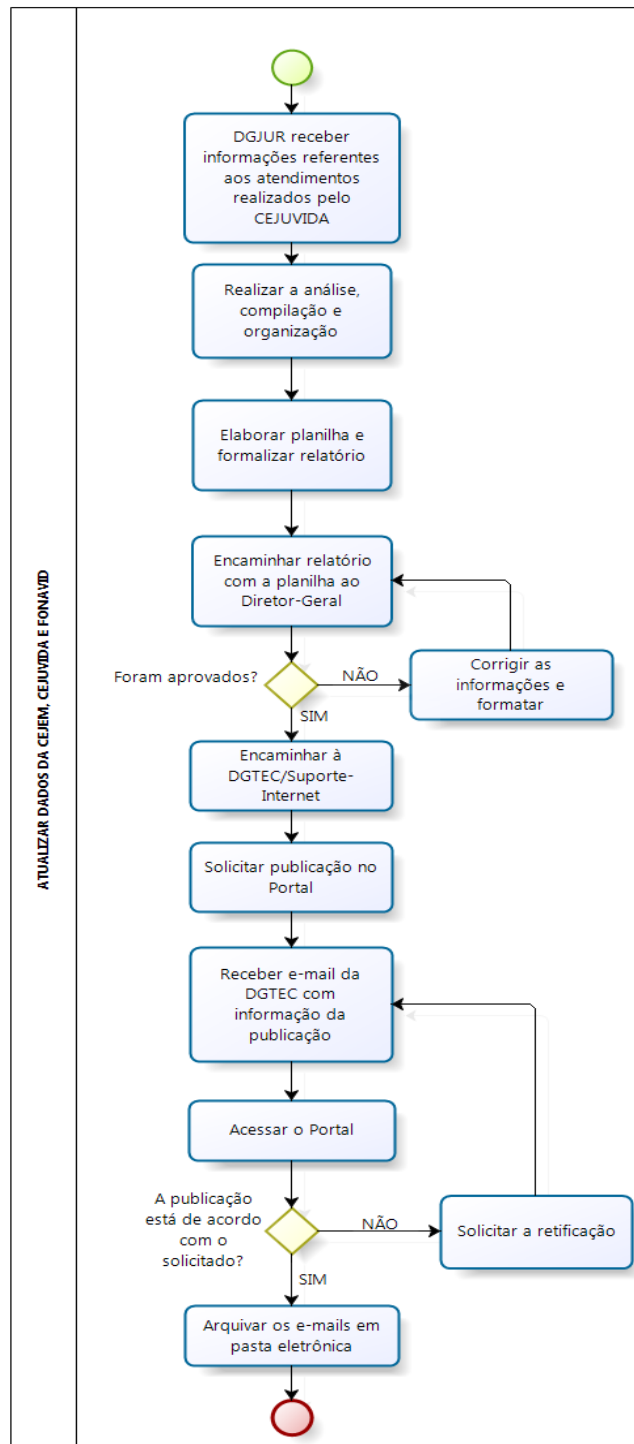 ATUALIZAR DADOS DA CEJEM, CEJUVIDA E FONAVID
DGJUR receber
informações referentes
aos atendimentos
realizados pelo
CEJUVIDA
Realizar a análise,
compilação e
organização
Elaborar planilha e
formalizar relatório
Encaminhar relatório
com a planilha ao
Diretor-Geral
Foram aprovados?
NÃO
Corrigir as
informações e
formatar
SIM
Encaminhar à
DGTEC/Suporte-
Internet
Solicitar publicação no
Portal
Receber e-mail da
DGTEC com
informação da
publicação
Acessar o Portal
A publicação
está de acordo
com o
solicitado?
NÃO
Solicitar a retificação
SIM
Arquivar os e-mails em
pasta eletrônica